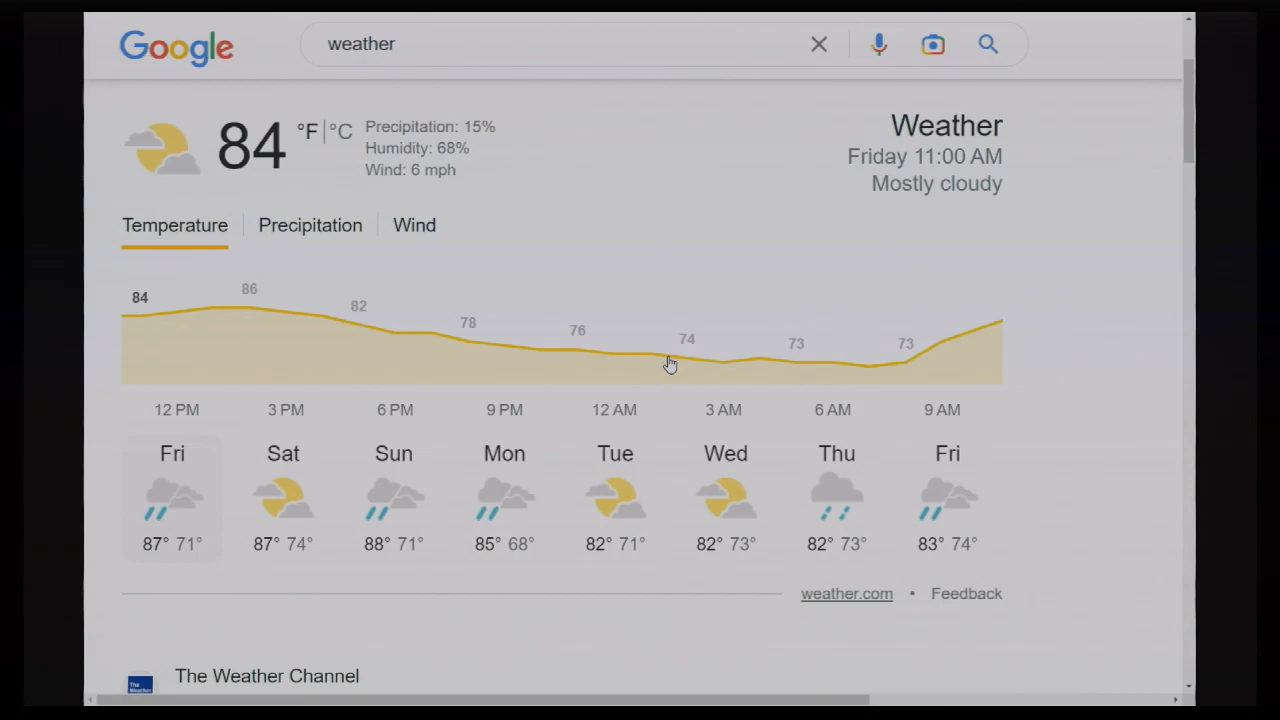 Google
weather
84 °F °C
Precipitation: 15%
Humidity: 68%
Wind: 6 mph
Weather
Friday 11:00 AM
Mostly cloudy
Temperature Precipitation Wind
84 86 82 78 76 74 73 73
12 PM 3 PM 6 PM 9 PM 12 AM 3 AM 6 AM 9 AM
Fri Sat Sun Mon Tue Wed Thu Fri
87° 71° 87° 74° 88° 71° 85° 68° 82° 71° 82° 73° 82° 73° 83° 74°
weather.com • Feedback
The Weather Channel
The
Weather